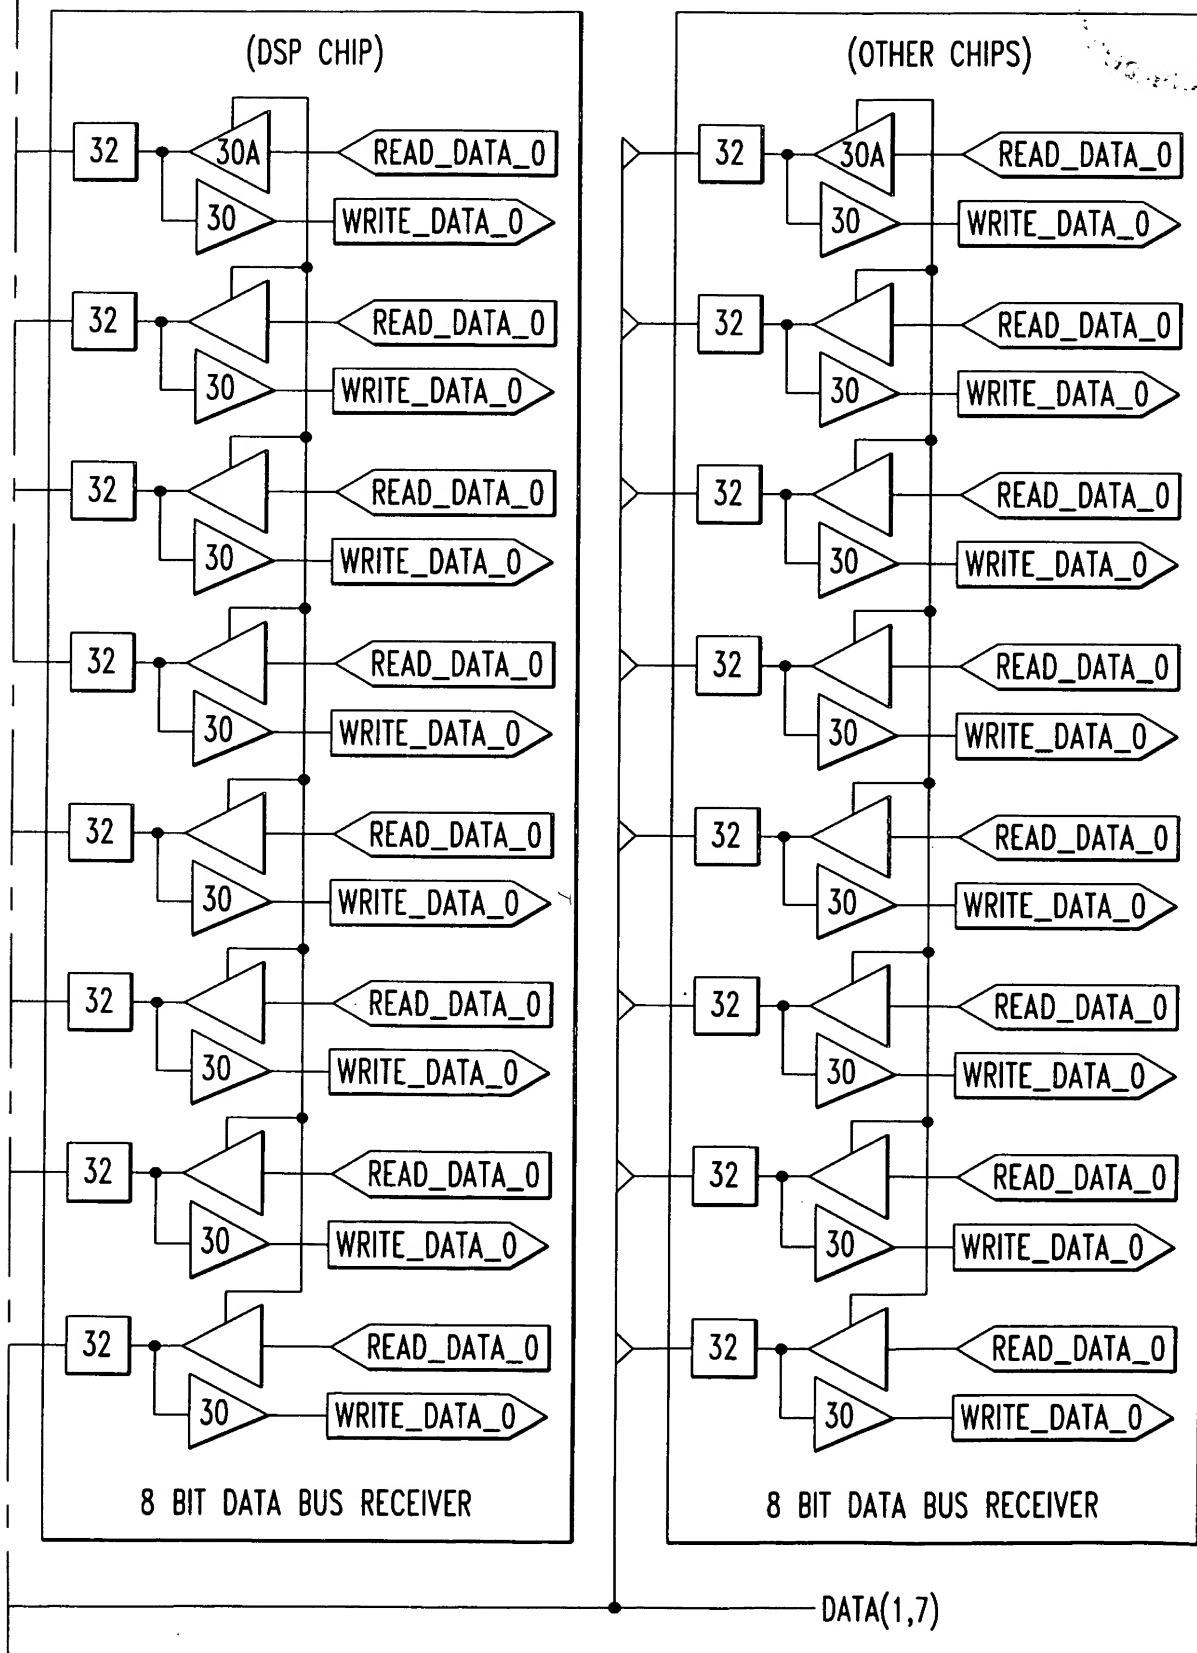 (DSP CHIP)
32
30A
READ_DATA_0
30
WRITE_DATA_0
32
READ_DATA_0
30
WRITE_DATA_0
32
READ_DATA_0
30
WRITE_DATA_0
32
READ_DATA_0
30
WRITE_DATA_0
32
READ_DATA_0
30
WRITE_DATA_0
32
READ_DATA_0
30
WRITE_DATA_0
32
READ_DATA_0
30
WRITE_DATA_0
32
READ_DATA_0
30
WRITE_DATA_0
8 BIT DATA BUS RECEIVER
(OTHER CHIPS)
32
30A
READ_DATA_0
30
WRITE_DATA_0
32
READ_DATA_0
30
WRITE_DATA_0
32
READ_DATA_0
30
WRITE_DATA_0
32
READ_DATA_0
30
WRITE_DATA_0
32
READ_DATA_0
30
WRITE_DATA_0
32
READ_DATA_0
30
WRITE_DATA_0
32
READ_DATA_0
30
WRITE_DATA_0
32
READ_DATA_0
30
WRITE_DATA_0
8 BIT DATA BUS RECEIVER
DATA(1,7)